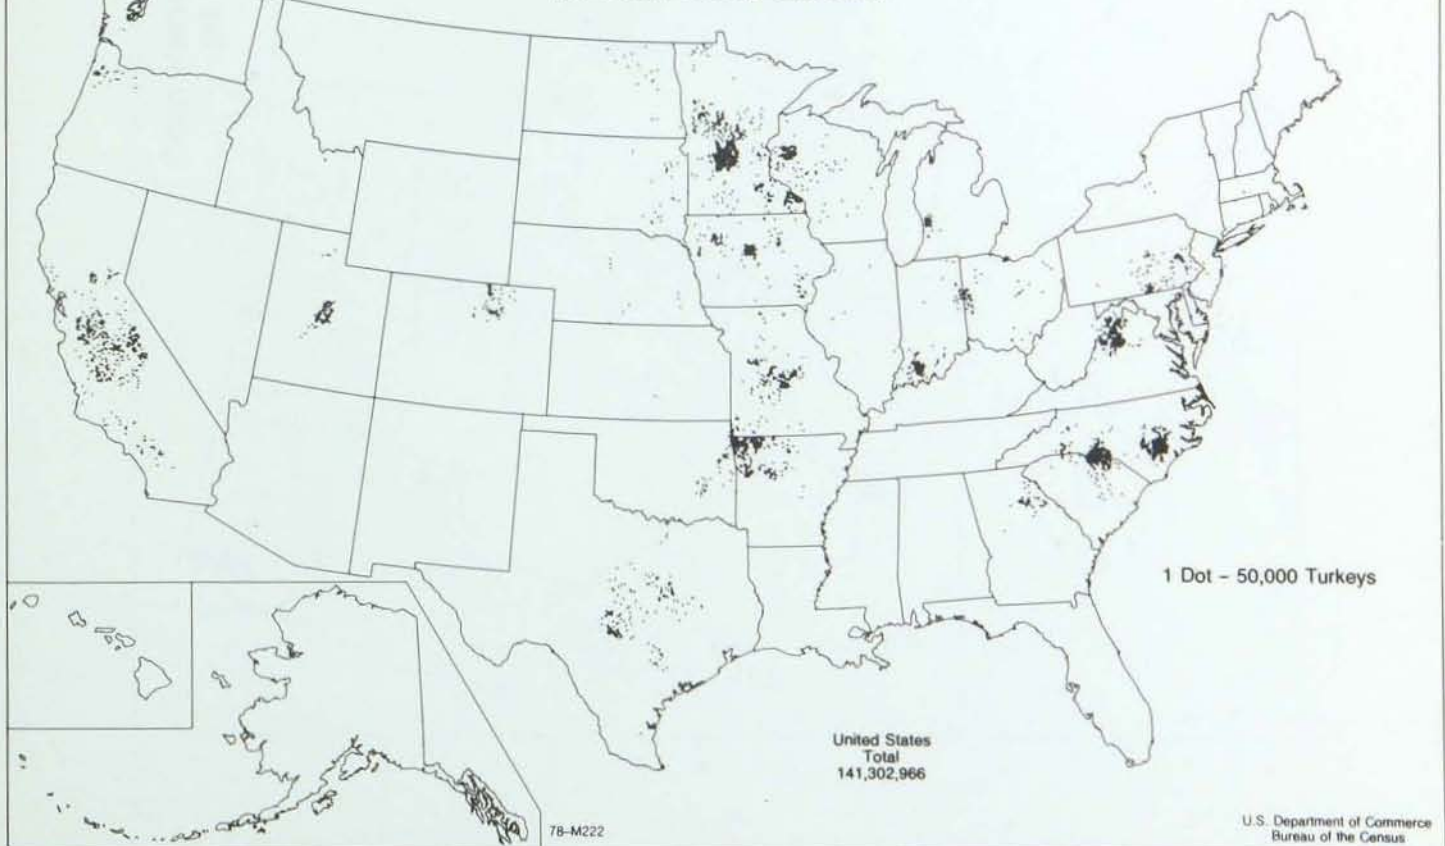 1 Dot – 50,000 Turkeys
United States
Total
141,302,966
78-M222
U.S. Department of Commerce
Bureau of the Census